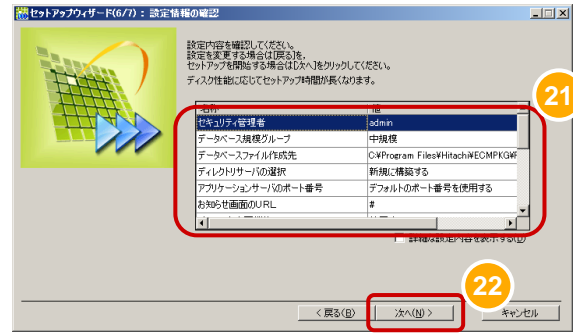 セットアップウィザード(6/7) : 設定情報の確認
設定内容を確認してください。
設定を変更する場合は[戻る]を、
セットアップを開始する場合は[次へ]をクリックしてください。
ディスク性能に応じてセットアップ時間が長くなります。
21
名称 値
セキュリティ管理者 admin
データベース規模グループ 中規模
データベースファイル作成先 C:¥Program Files¥Hitachi¥ECMPKG¥F
ディレクトリサーバの選択 新規に構築する
アプリケーションサーバのポート番号 デフォルトのポート番号を使用する
お知らせ画面のURL #
詳細な設定内容を表示する(D)
22
< 戻る(B) 次へ(N) > キャンセル